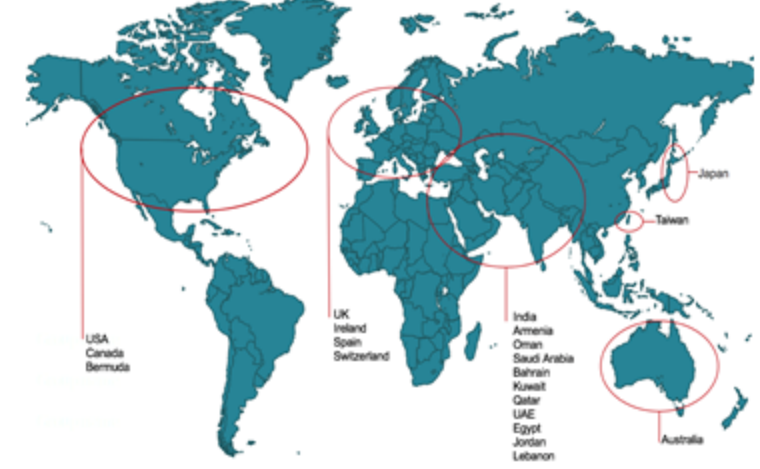 Japan
Taiwan
UK
Ireland
Spain
Switzerland
India
Armenia
Oman
Saudi Arabia
Bahrain
Kuwait
Qatar
UAE
Egypt
Jordan
Lebanon
USA
Canada
Bermuda
Australia